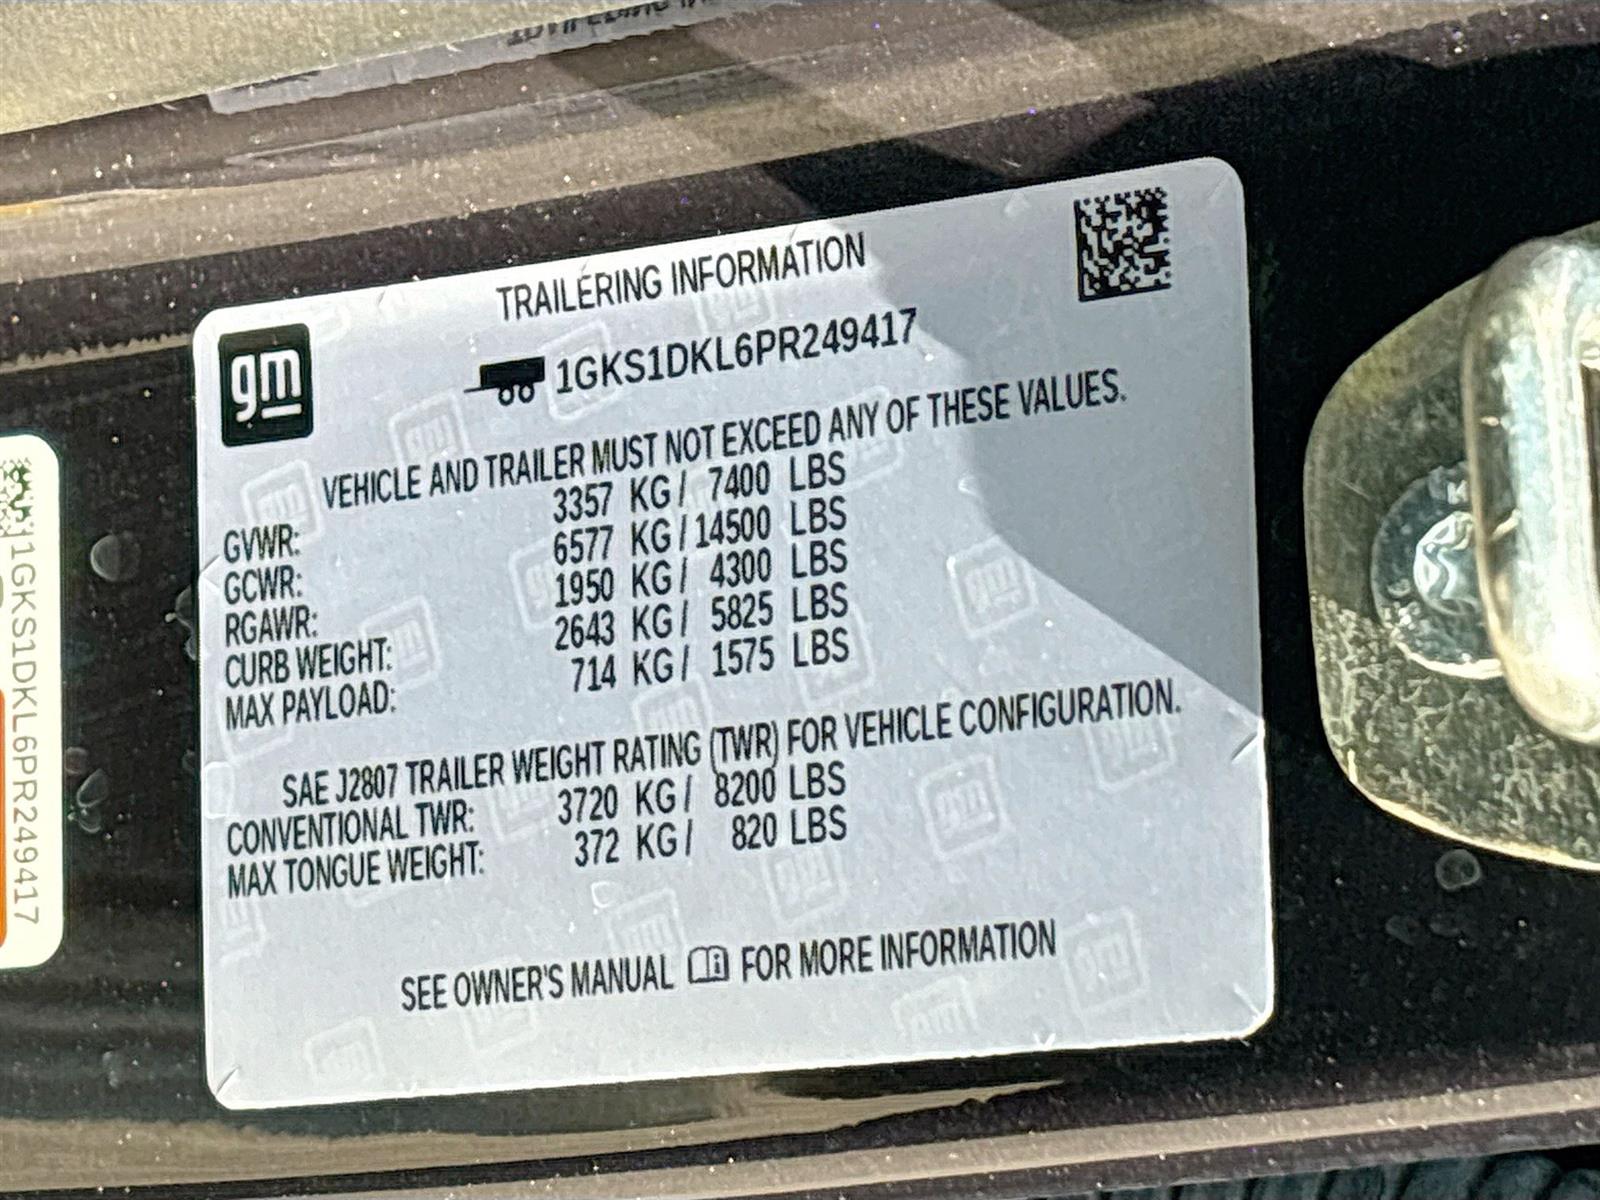 TRAILERING INFORMATION
gm
1GKS1DKL6PR249417
VEHICLE AND TRAILER MUST NOT EXCEED ANY OF THESE VALUES.
GVWR: 3357 KG / 7400 LBS
GCWR: 6577 KG / 14500 LBS
RGAWR: 1950 KG / 4300 LBS
CURB WEIGHT: 2643 KG / 5825 LBS
MAX PAYLOAD: 714 KG / 1575 LBS
SAE J2807 TRAILER WEIGHT RATING (TWR) FOR VEHICLE CONFIGURATION.
CONVENTIONAL TWR: 3720 KG / 8200 LBS
MAX TONGUE WEIGHT: 372 KG / 820 LBS
SEE OWNER'S MANUAL FOR MORE INFORMATION
1GKS1DKL6PR249417